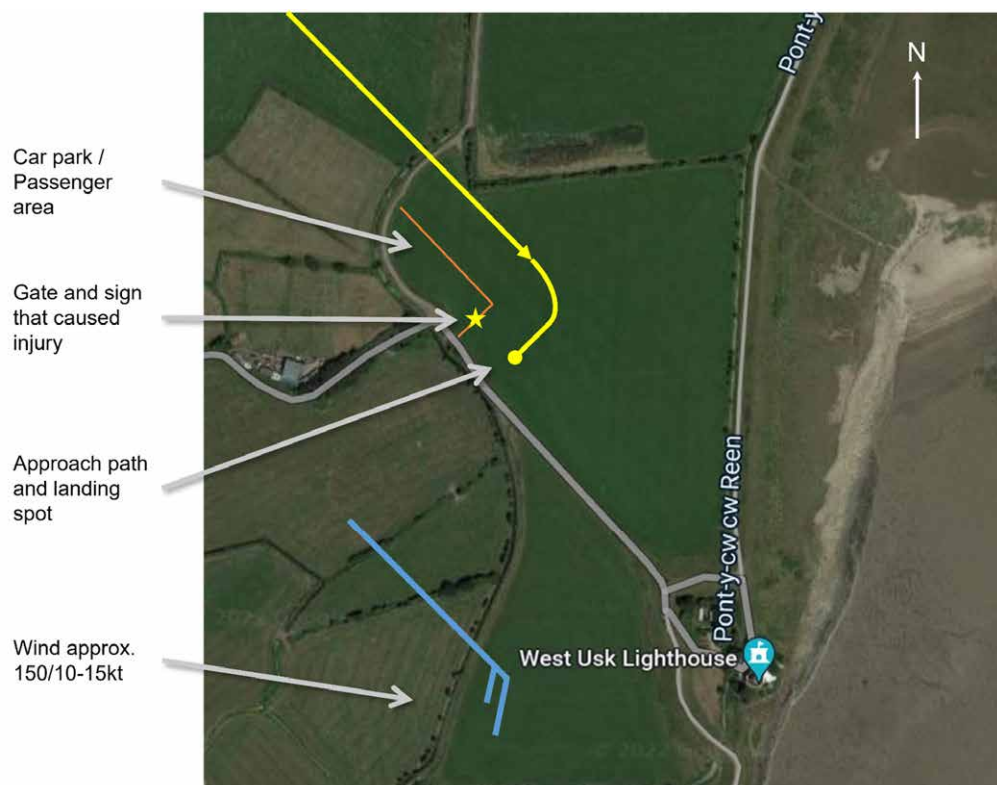 Pont-y
N
Car park /
Passenger
area
Gate and sign
that caused
injury
Approach path
and landing
spot
Pont-y-cw cw Reen
Wind approx.
150/10-15kt
West Usk Lighthouse